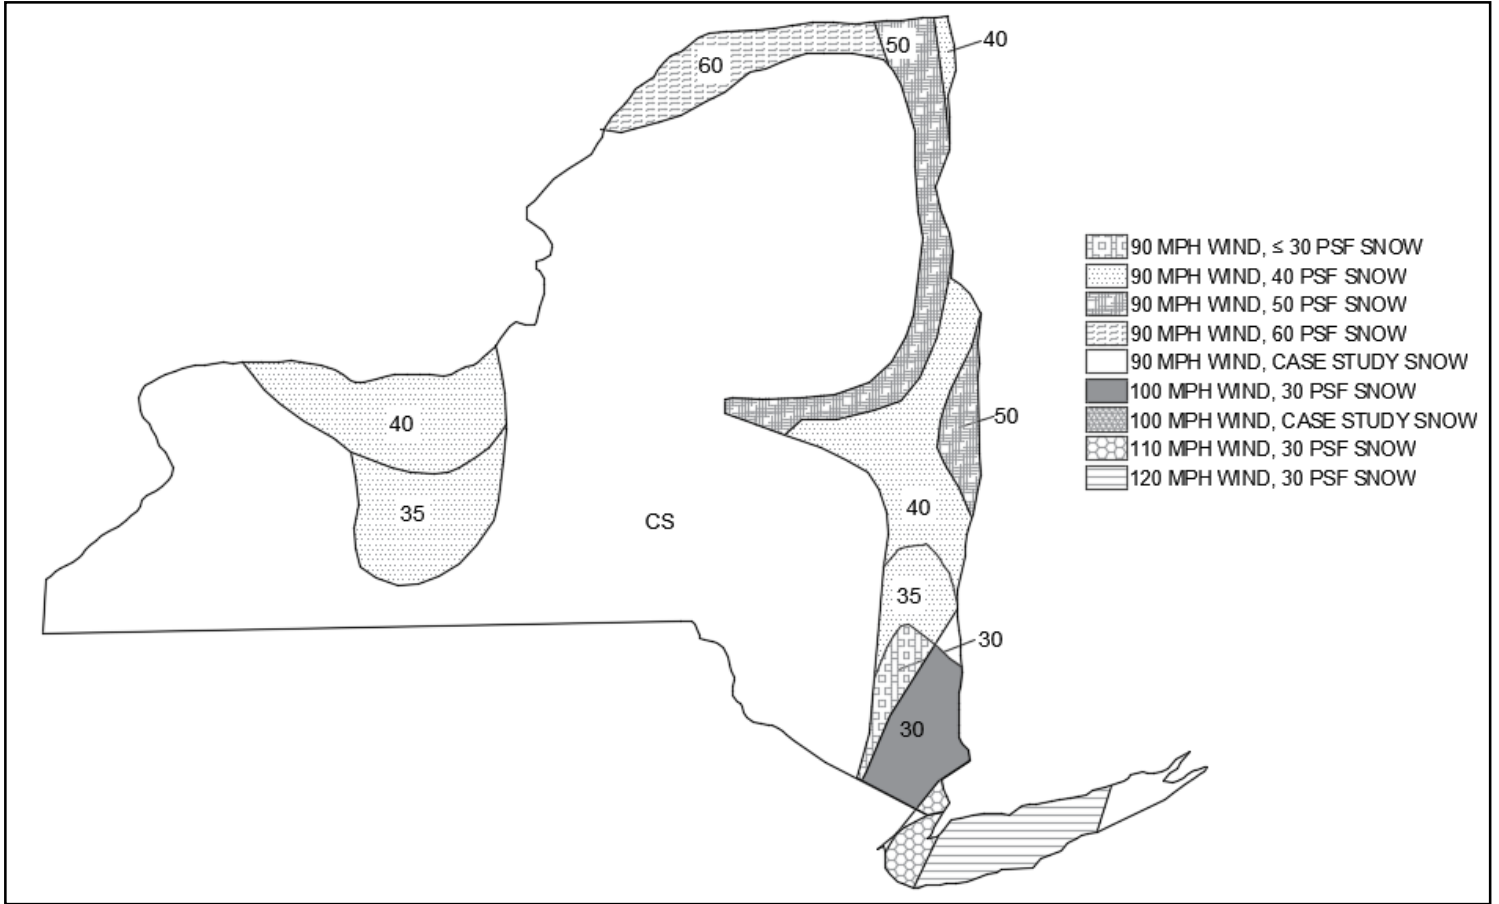 50
40
60
90 MPH WIND, ≤ 30 PSF SNOW
90 MPH WIND, 40 PSF SNOW
90 MPH WIND, 50 PSF SNOW
90 MPH WIND, 60 PSF SNOW
90 MPH WIND, CASE STUDY SNOW
100 MPH WIND, 30 PSF SNOW
100 MPH WIND, CASE STUDY SNOW
110 MPH WIND, 30 PSF SNOW
120 MPH WIND, 30 PSF SNOW
50
40
35
CS
40
35
30
30